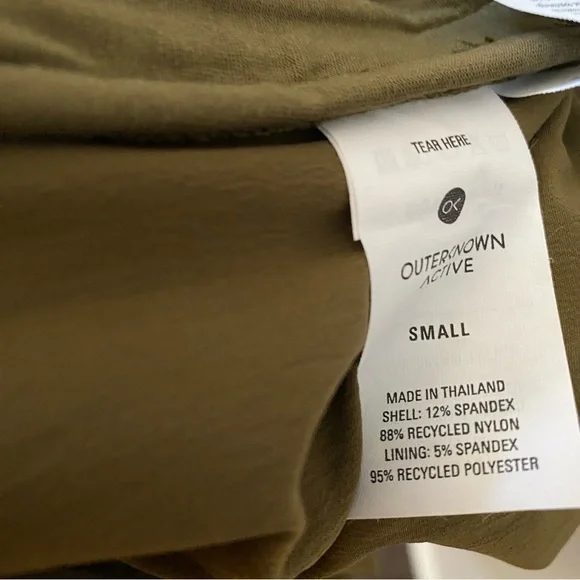 TEAR HERE
OK
OUTERKNOWN
ACTIVE
SMALL
MADE IN THAILAND
SHELL: 12% SPANDEX
88% RECYCLED NYLON
LINING: 5% SPANDEX
95% RECYCLED POLYESTER